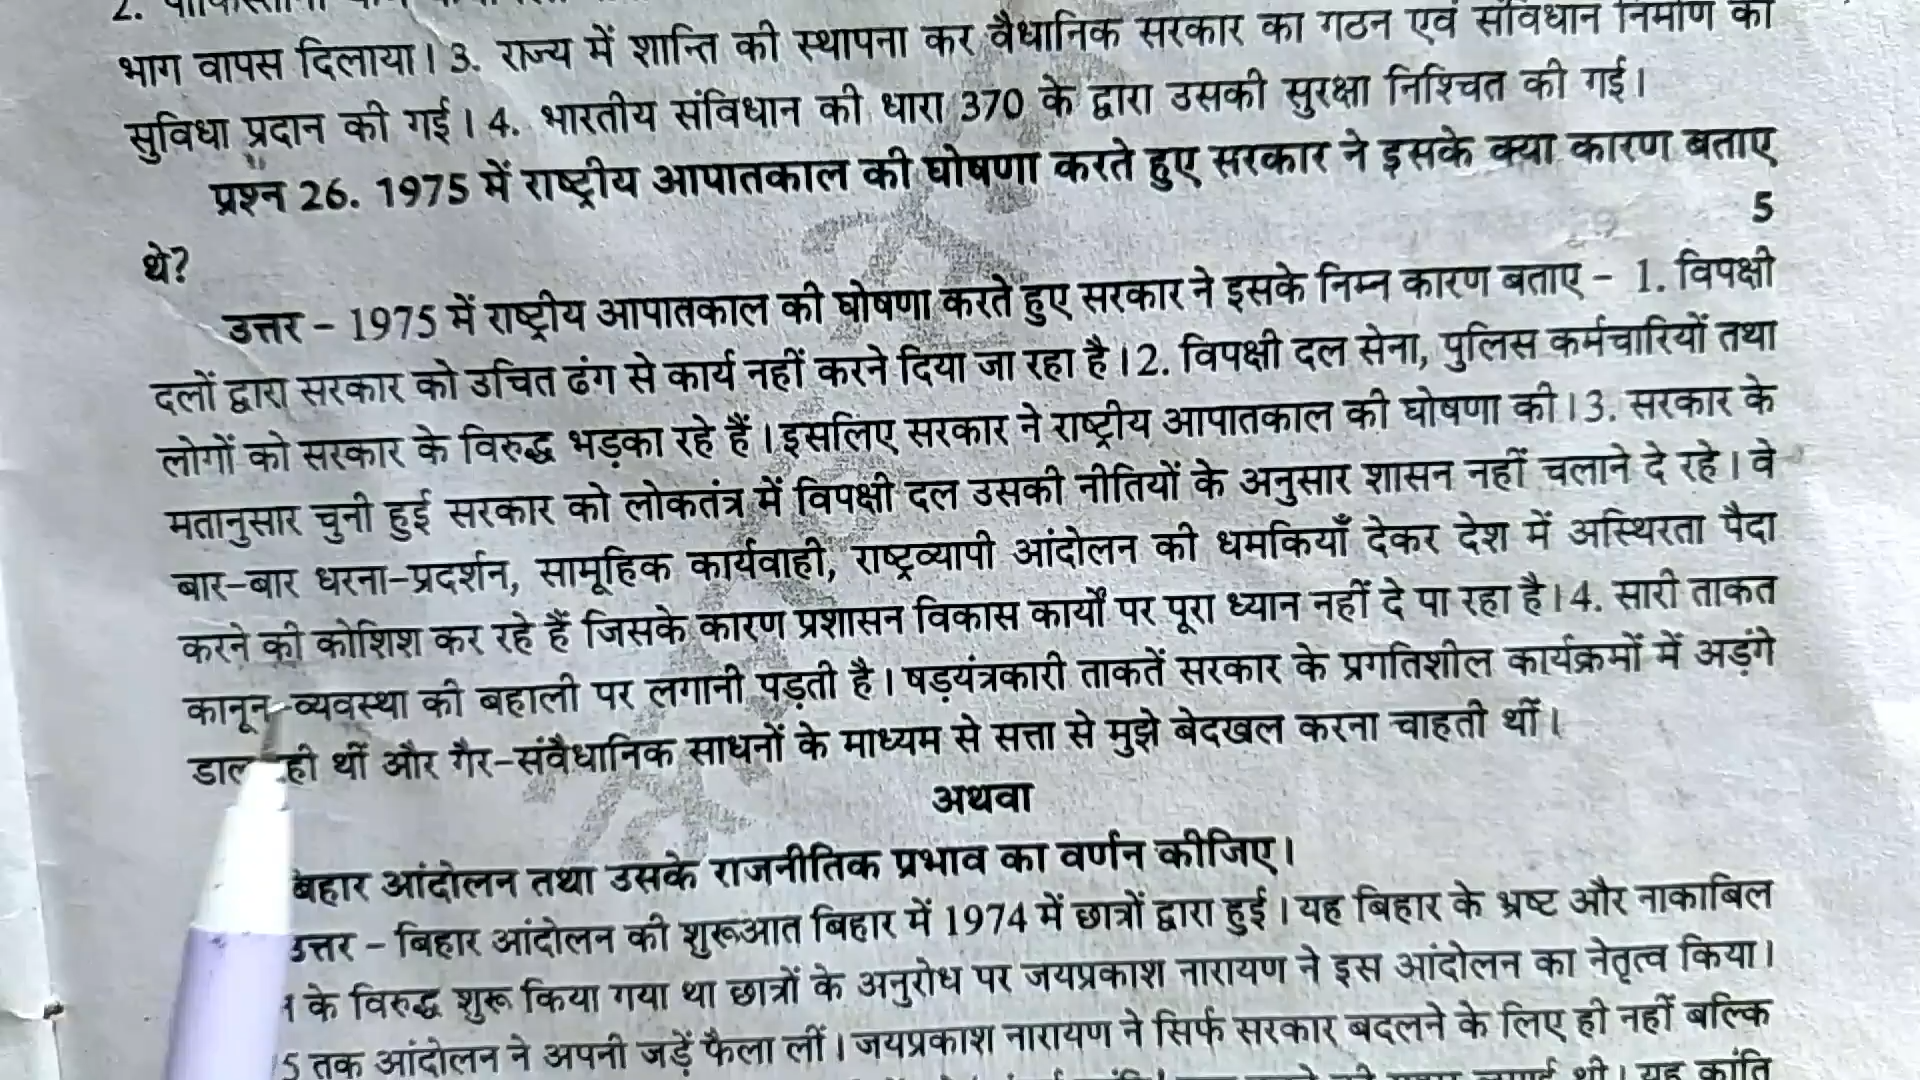 2.
भाग वापस दिलाया। 3. राज्य में शान्ति की स्थापना कर वैधानिक सरकार का गठन एवं संविधान निर्माण की
सुविधा प्रदान की गई। 4. भारतीय संविधान की धारा 370 के द्वारा उसकी सुरक्षा निश्चित की गई।
प्रश्न 26. 1975 में राष्ट्रीय आपातकाल की घोषणा करते हुए सरकार ने इसके क्या कारण बताए
थे? 5
उत्तर – 1975 में राष्ट्रीय आपातकाल की घोषणा करते हुए सरकार ने इसके निम्न कारण बताए – 1. विपक्षी
दलों द्वारा सरकार को उचित ढंग से कार्य नहीं करने दिया जा रहा है। 2. विपक्षी दल सेना, पुलिस कर्मचारियों तथा
लोगों को सरकार के विरुद्ध भड़का रहे हैं। इसलिए सरकार ने राष्ट्रीय आपातकाल की घोषणा की। 3. सरकार के
मतानुसार चुनी हुई सरकार को लोकतंत्र में विपक्षी दल उसकी नीतियों के अनुसार शासन नहीं चलाने दे रहे। वे
बार-बार धरना-प्रदर्शन, सामूहिक कार्यवाही, राष्ट्रव्यापी आंदोलन की धमकियाँ देकर देश में अस्थिरता पैदा
करने की कोशिश कर रहे हैं जिसके कारण प्रशासन विकास कार्यों पर पूरा ध्यान नहीं दे पा रहा है। 4. सारी ताकत
कानून-व्यवस्था की बहाली पर लगानी पड़ती है। षड़यंत्रकारी ताकतें सरकार के प्रगतिशील कार्यक्रमों में अड़ंगे
डाल ही थीं और गैर-संवैधानिक साधनों के माध्यम से सत्ता से मुझे बेदखल करना चाहती थीं।
अथवा
बिहार आंदोलन तथा उसके राजनीतिक प्रभाव का वर्णन कीजिए।
उत्तर – बिहार आंदोलन की शुरूआत बिहार में 1974 में छात्रों द्वारा हुई। यह बिहार के भ्रष्ट और नाकाबिल
के विरुद्ध शुरू किया गया था छात्रों के अनुरोध पर जयप्रकाश नारायण ने इस आंदोलन का नेतृत्व किया।
5 तक आंदोलन ने अपनी जड़ें फैला लीं। जयप्रकाश नारायण ने सिर्फ सरकार बदलने के लिए ही नहीं बल्कि
थी। यह क्रांति